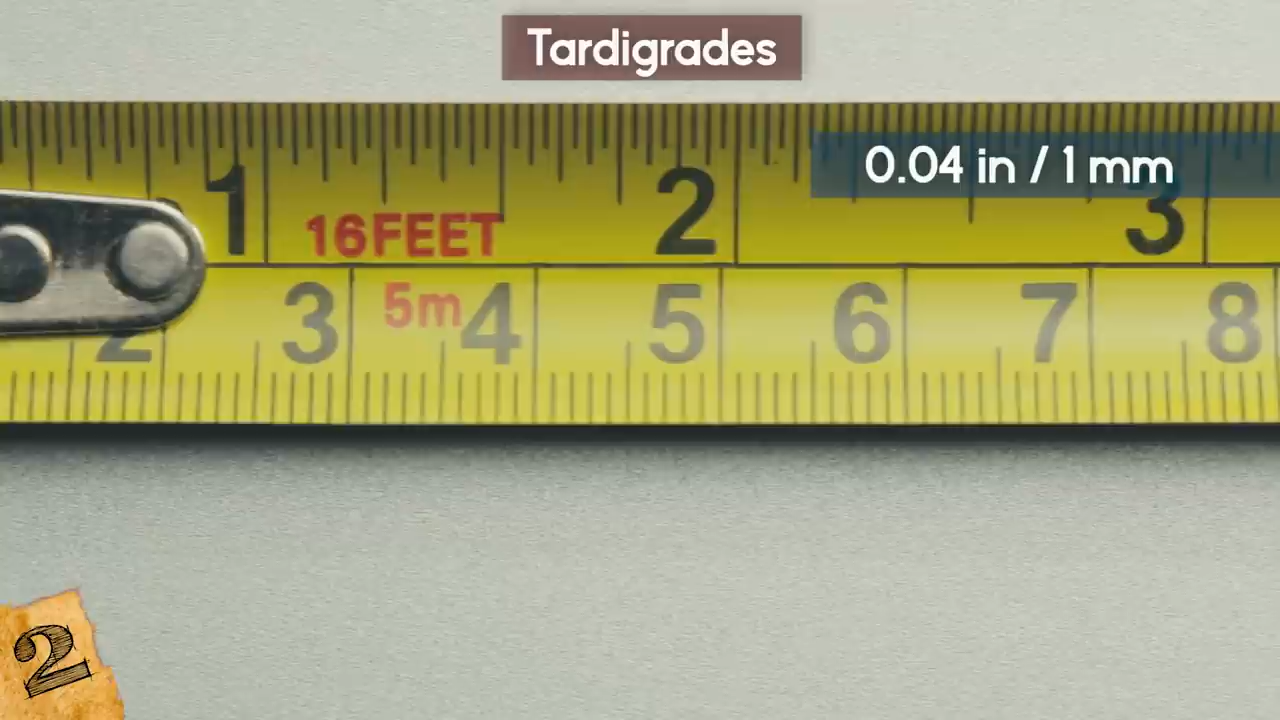 Tardigrades
0.04 in / 1 mm
1 2 3
16FEET
5m
2 3 4 5 6 7 8
2